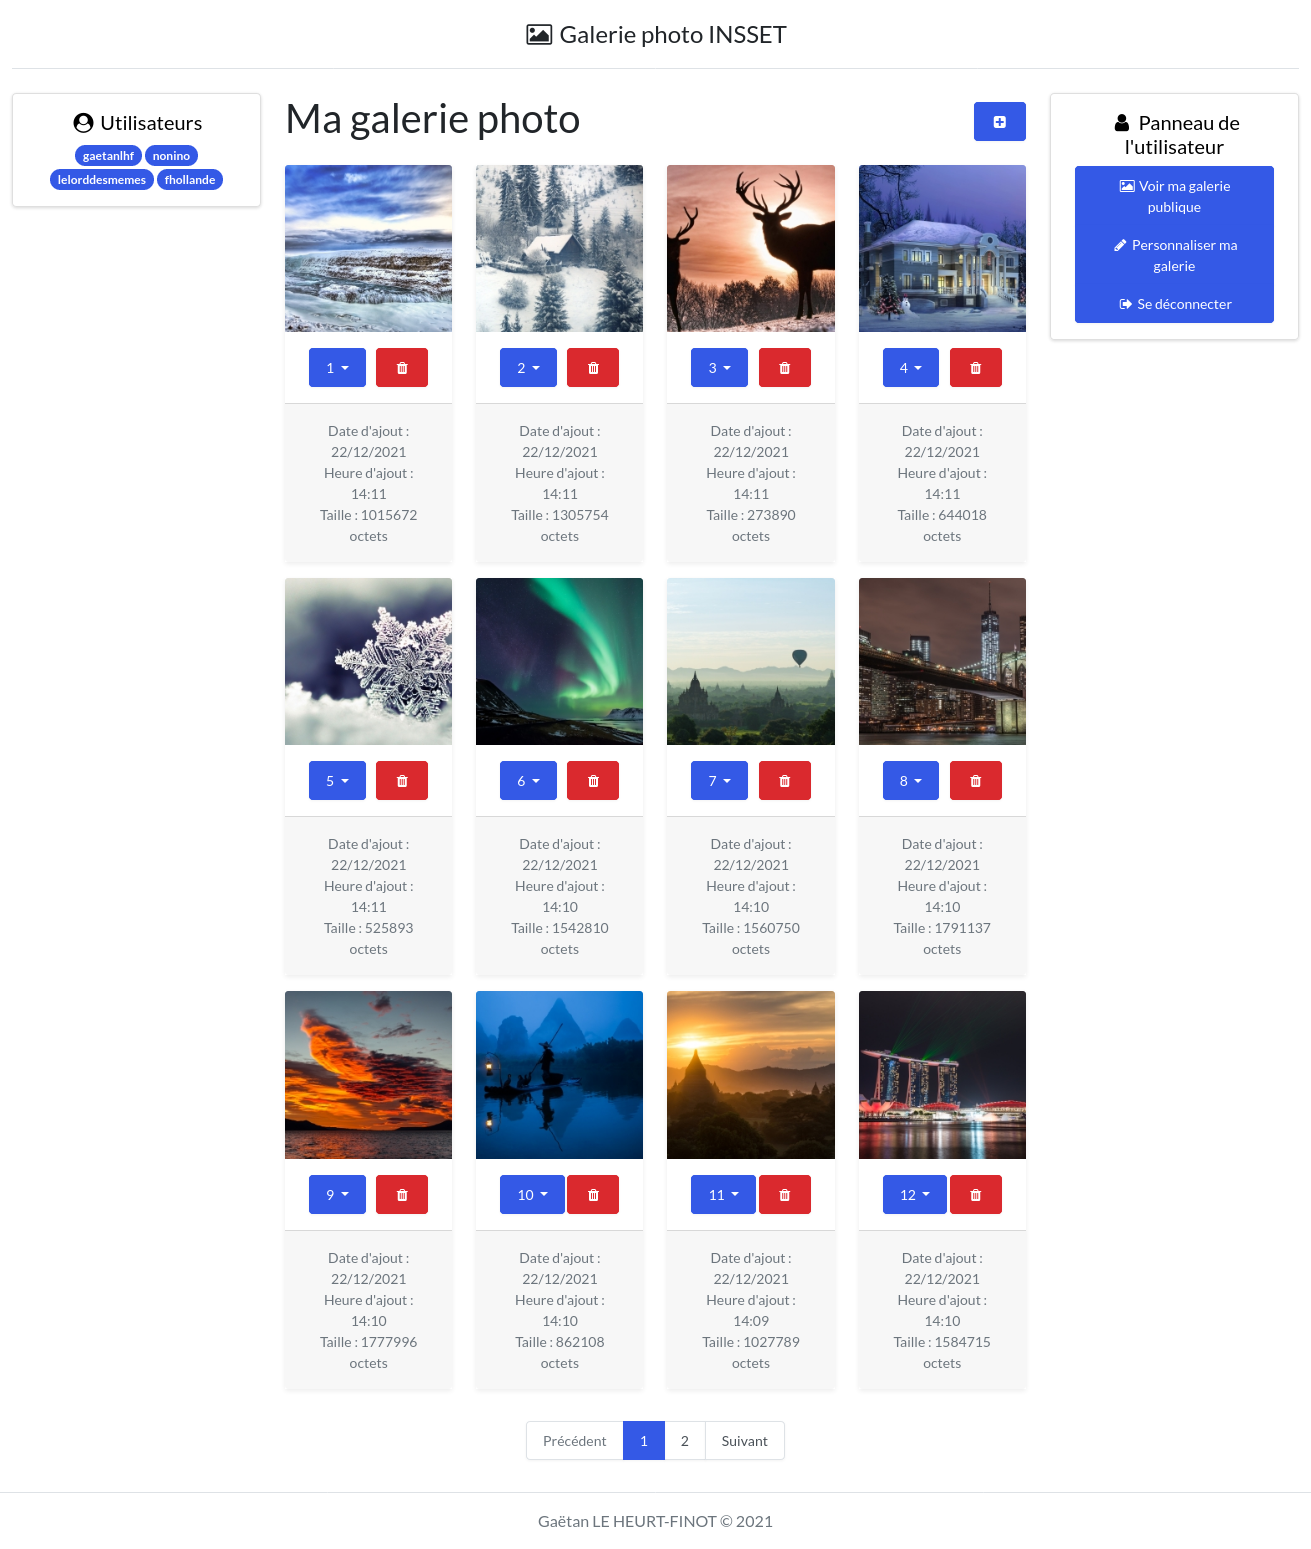 Galerie photo INSSET
Utilisateurs
gaetanlhf nonino
lelorddesmemes fhollande
Ma galerie photo
1 2 3 4
Date d'ajout :
22/12/2021
Heure d'ajout :
14:11
Taille : 1015672
octets
Date d'ajout :
22/12/2021
Heure d'ajout :
14:11
Taille : 1305754
octets
Date d'ajout :
22/12/2021
Heure d'ajout :
14:11
Taille : 273890
octets
Date d'ajout :
22/12/2021
Heure d'ajout :
14:11
Taille : 644018
octets
5 6 7 8
Date d'ajout :
22/12/2021
Heure d'ajout :
14:11
Taille : 525893
octets
Date d'ajout :
22/12/2021
Heure d'ajout :
14:10
Taille : 1542810
octets
Date d'ajout :
22/12/2021
Heure d'ajout :
14:10
Taille : 1560750
octets
Date d'ajout :
22/12/2021
Heure d'ajout :
14:10
Taille : 1791137
octets
9 10 11 12
Date d'ajout :
22/12/2021
Heure d'ajout :
14:10
Taille : 1777996
octets
Date d'ajout :
22/12/2021
Heure d'ajout :
14:10
Taille : 862108
octets
Date d'ajout :
22/12/2021
Heure d'ajout :
14:09
Taille : 1027789
octets
Date d'ajout :
22/12/2021
Heure d'ajout :
14:10
Taille : 1584715
octets
Précédent 1 2 Suivant
Panneau de
l'utilisateur
Voir ma galerie
publique
Personnaliser ma
galerie
Se déconnecter
Gaëtan LE HEURT-FINOT © 2021